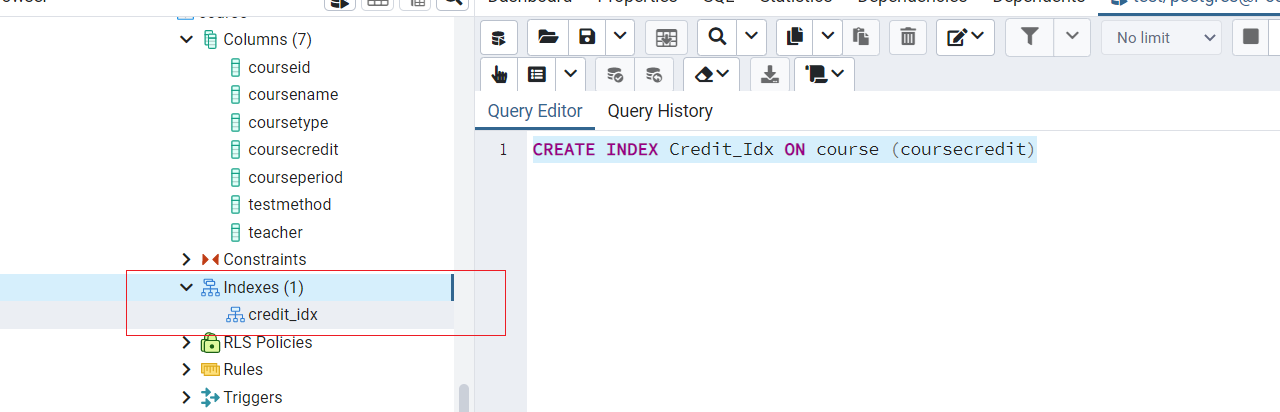 Columns (7)
courseid
coursename
coursetype
coursecredit
courseperiod
testmethod
teacher
Constraints
Indexes (1)
credit_idx
RLS Policies
Rules
Triggers
No limit
Query Editor
Query History
1
CREATE INDEX Credit_Idx ON course (coursecredit)